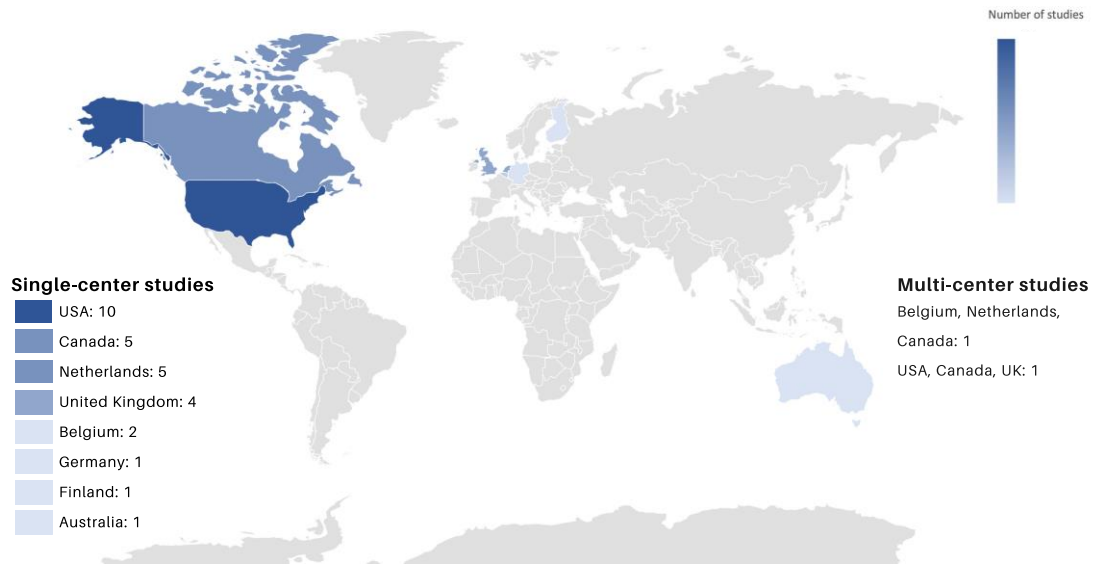 Number of studies
Single-center studies
USA: 10
Canada: 5
Netherlands: 5
United Kingdom: 4
Belgium: 2
Germany: 1
Finland: 1
Australia: 1
Multi-center studies
Belgium, Netherlands,
Canada: 1
USA, Canada, UK: 1